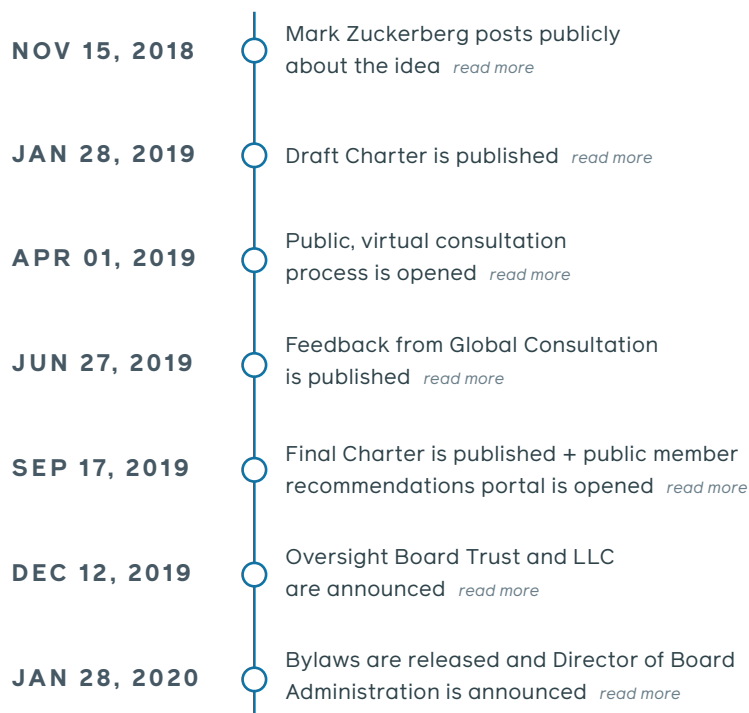 NOV 15, 2018
Mark Zuckerberg posts publicly
about the idea read more
JAN 28, 2019
Draft Charter is published read more
APR 01, 2019
Public, virtual consultation
process is opened read more
JUN 27, 2019
Feedback from Global Consultation
is published read more
SEP 17, 2019
Final Charter is published + public member
recommendations portal is opened read more
DEC 12, 2019
Oversight Board Trust and LLC
are announced read more
JAN 28, 2020
Bylaws are released and Director of Board
Administration is announced read more